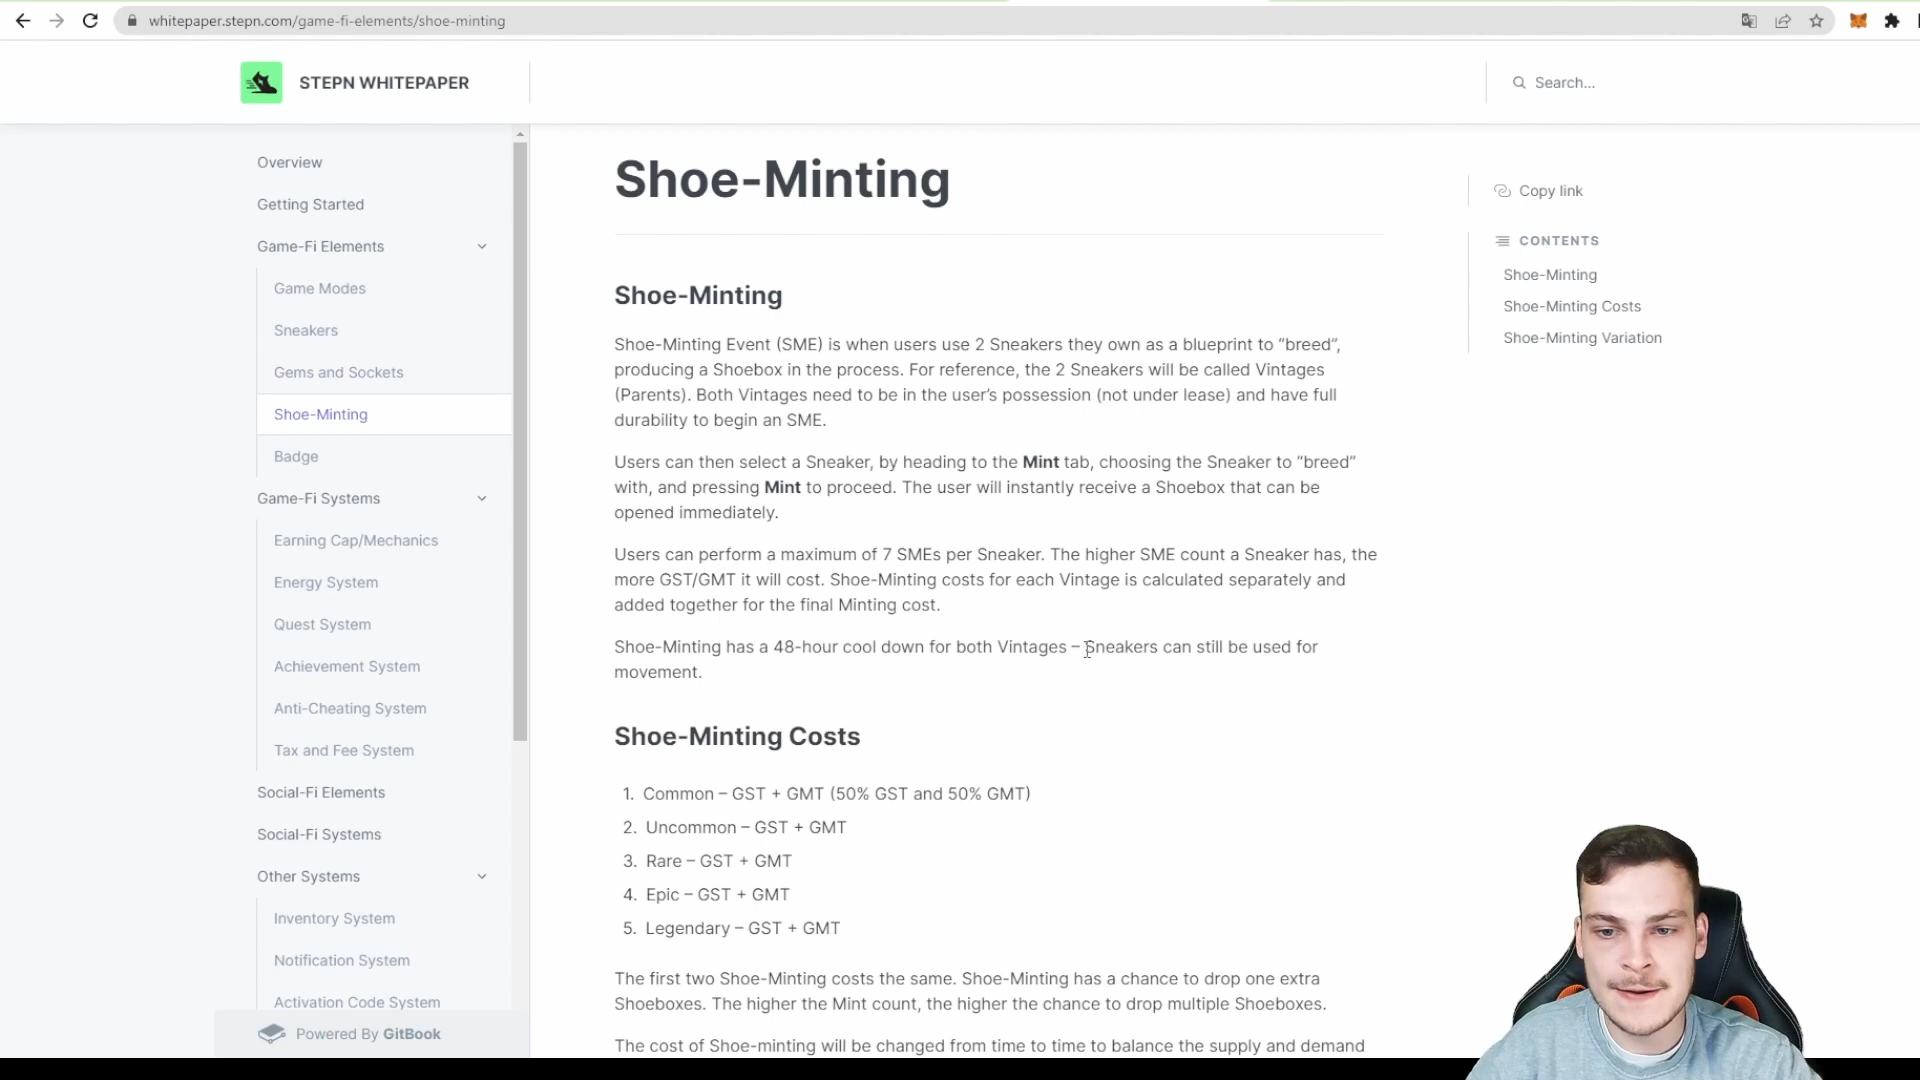 whitepaper.stepn.com/game-fi-elements/shoe-minting
STEPN WHITEPAPER
Search...
Overview
Getting Started
Game-Fi Elements
Game Modes
Sneakers
Gems and Sockets
Shoe-Minting
Badge
Game-Fi Systems
Earning Cap/Mechanics
Energy System
Quest System
Achievement System
Anti-Cheating System
Tax and Fee System
Social-Fi Elements
Social-Fi Systems
Other Systems
Inventory System
Notification System
Activation Code System
Powered By GitBook
Shoe-Minting
Shoe-Minting
Shoe-Minting Event (SME) is when users use 2 Sneakers they own as a blueprint to “breed”,
producing a Shoebox in the process. For reference, the 2 Sneakers will be called Vintages
(Parents). Both Vintages need to be in the user’s possession (not under lease) and have full
durability to begin an SME.
Users can then select a Sneaker, by heading to the Mint tab, choosing the Sneaker to “breed”
with, and pressing Mint to proceed. The user will instantly receive a Shoebox that can be
opened immediately.
Users can perform a maximum of 7 SMEs per Sneaker. The higher SME count a Sneaker has, the
more GST/GMT it will cost. Shoe-Minting costs for each Vintage is calculated separately and
added together for the final Minting cost.
Shoe-Minting has a 48-hour cool down for both Vintages – Sneakers can still be used for
movement.
Shoe-Minting Costs
1. Common – GST + GMT (50% GST and 50% GMT)
2. Uncommon – GST + GMT
3. Rare – GST + GMT
4. Epic – GST + GMT
5. Legendary – GST + GMT
The first two Shoe-Minting costs the same. Shoe-Minting has a chance to drop one extra
Shoeboxes. The higher the Mint count, the higher the chance to drop multiple Shoeboxes.
The cost of Shoe-minting will be changed from time to time to balance the supply and demand
Copy link
CONTENTS
Shoe-Minting
Shoe-Minting Costs
Shoe-Minting Variation